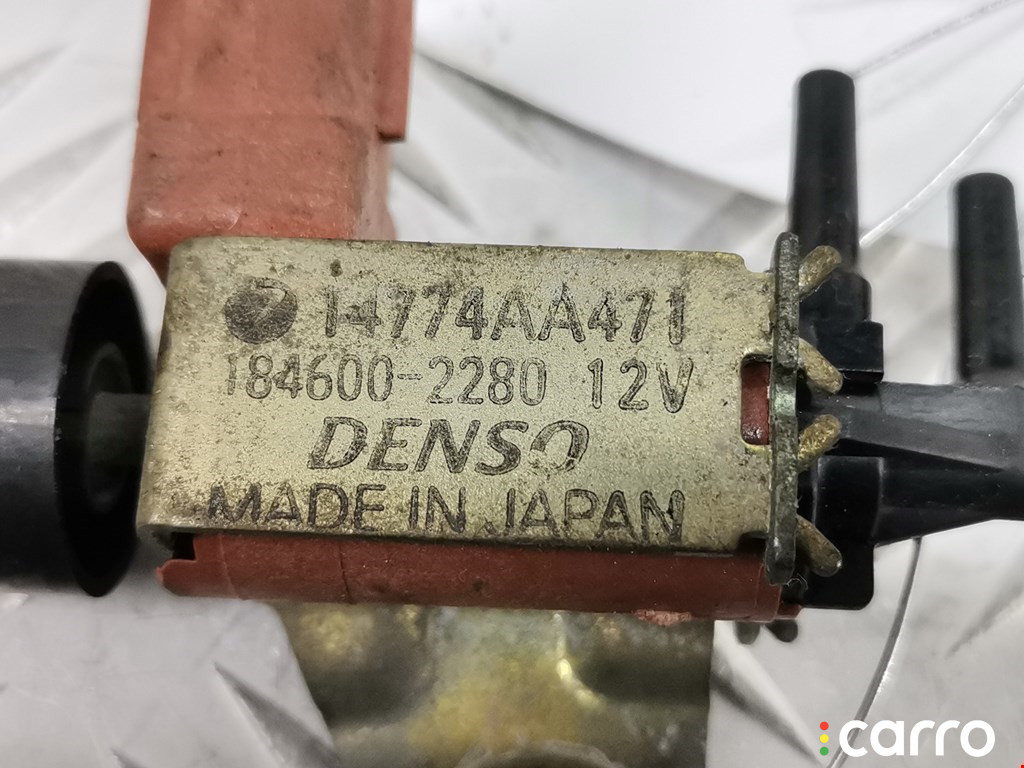 14774AA471
184600-2280 12V
DENSO
MADE IN JAPAN
carro